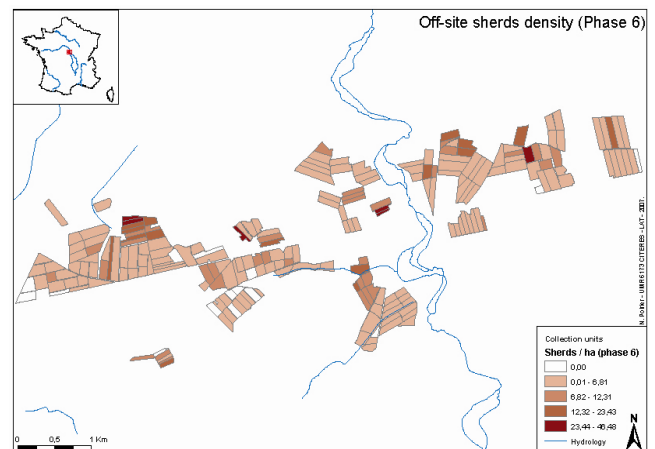 Off-site sherds density (Phase 6)
N. Poirier - UMR 6173 CITERES - LAT - 2007.
Collection units
Sherds / ha (phase 6)
0,00
0,01 - 6,81
6,82 - 12,31
12,32 - 23,43
23,44 - 46,48
Hydrology
N
0 0,5 1 Km